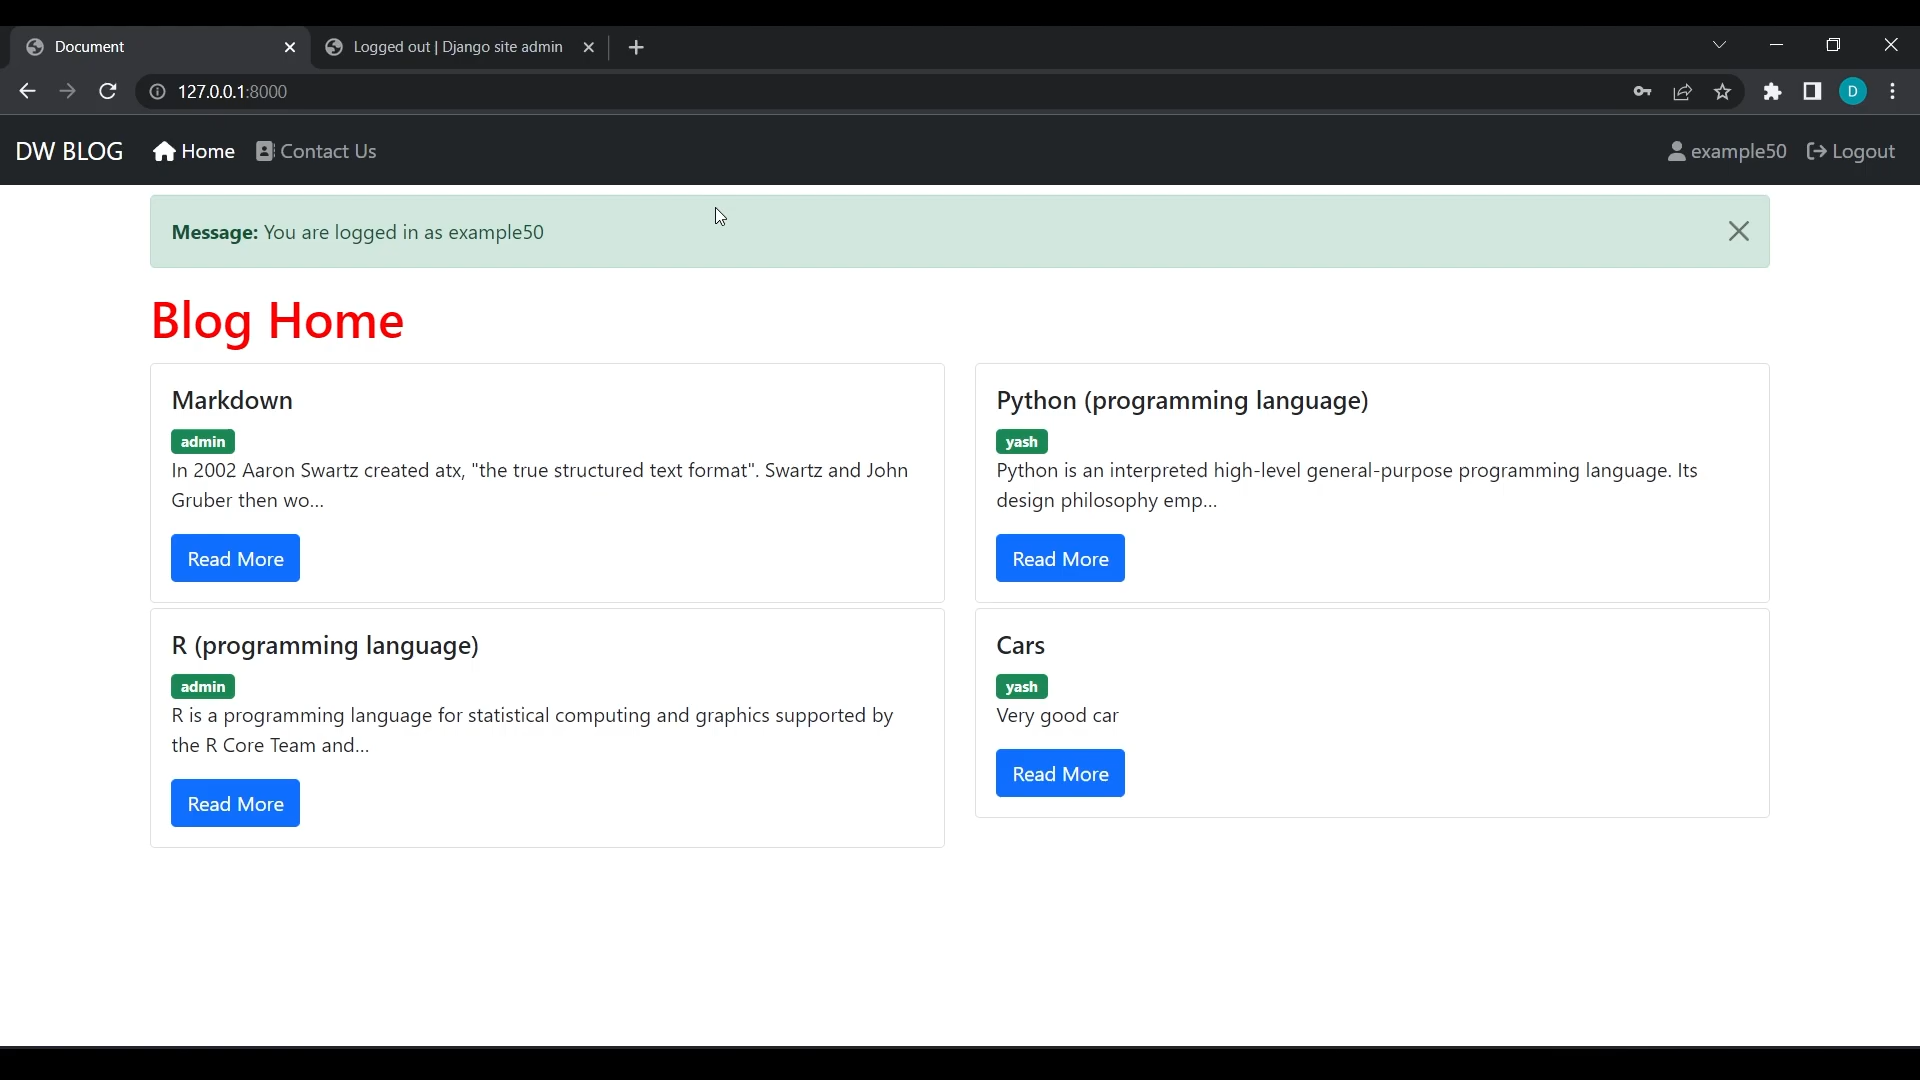 Document
Logged out | Django site admin
127.0.0.1:8000
D
DW BLOG Home Contact Us example50 Logout
Message: You are logged in as example50
Blog Home
Markdown
admin
In 2002 Aaron Swartz created atx, "the true structured text format". Swartz and John
Gruber then wo...
Read More
Python (programming language)
yash
Python is an interpreted high-level general-purpose programming language. Its
design philosophy emp...
Read More
R (programming language)
admin
R is a programming language for statistical computing and graphics supported by
the R Core Team and...
Read More
Cars
yash
Very good car
Read More